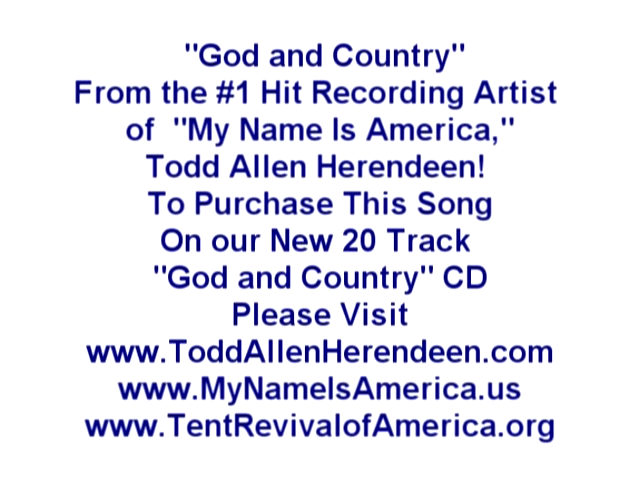 "God and Country"
From the #1 Hit Recording Artist
of "My Name Is America,"
Todd Allen Herendeen!
To Purchase This Song
On our New 20 Track
"God and Country" CD
Please Visit
www.ToddAllenHerendeen.com
www.MyNameIsAmerica.us
www.TentRevivalofAmerica.org